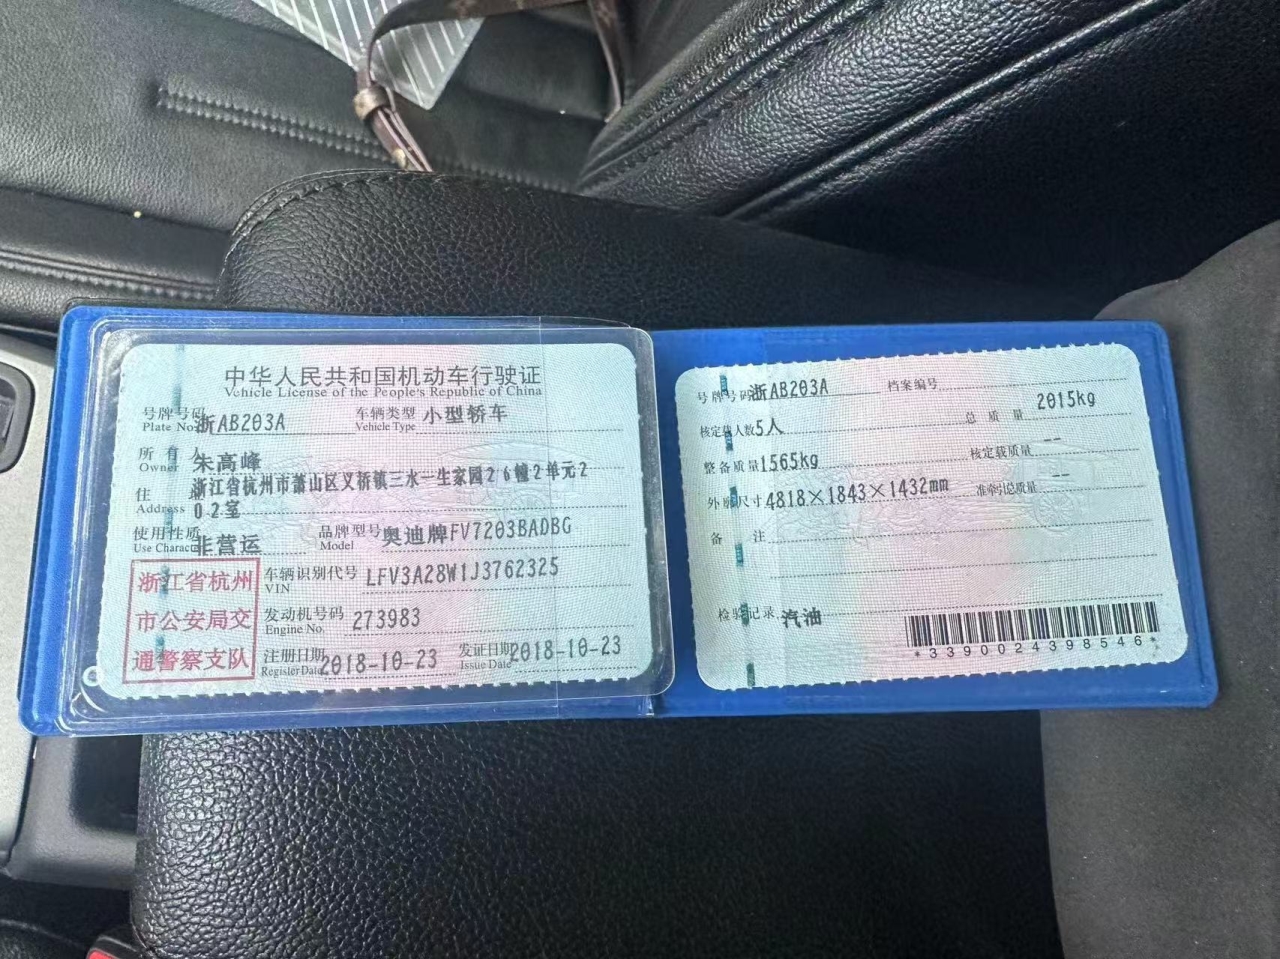 中华人民共和国机动车行驶证
Vehicle License of the People's Republic of China
号牌号码 浙AB203A 车辆类型 小型轿车
Plate No. Vehicle Type
所有人 朱高峰
Owner
住址 浙江省杭州市萧山区义桥镇三水一生家园26幢2单元2
Address 02室
使用性质 非营运 品牌型号 奥迪牌FV7203BADBG
Use Character Model
浙江省杭州
市公安局交
通警察支队
车辆识别代号 LFV3A28W1J3762325
VIN
发动机号码 273983
Engine No.
注册日期 2018-10-23 发证日期 2018-10-23
Register Date Issue Date
号牌号码 浙AB203A 档案编号
核定载人数 5人 总质量 2015kg
整备质量 1565kg 核定载质量 --
外廓尺寸 4818×1843×1432mm 准牵引总质量 --
备注
检验记录 汽油
*3390024398546*